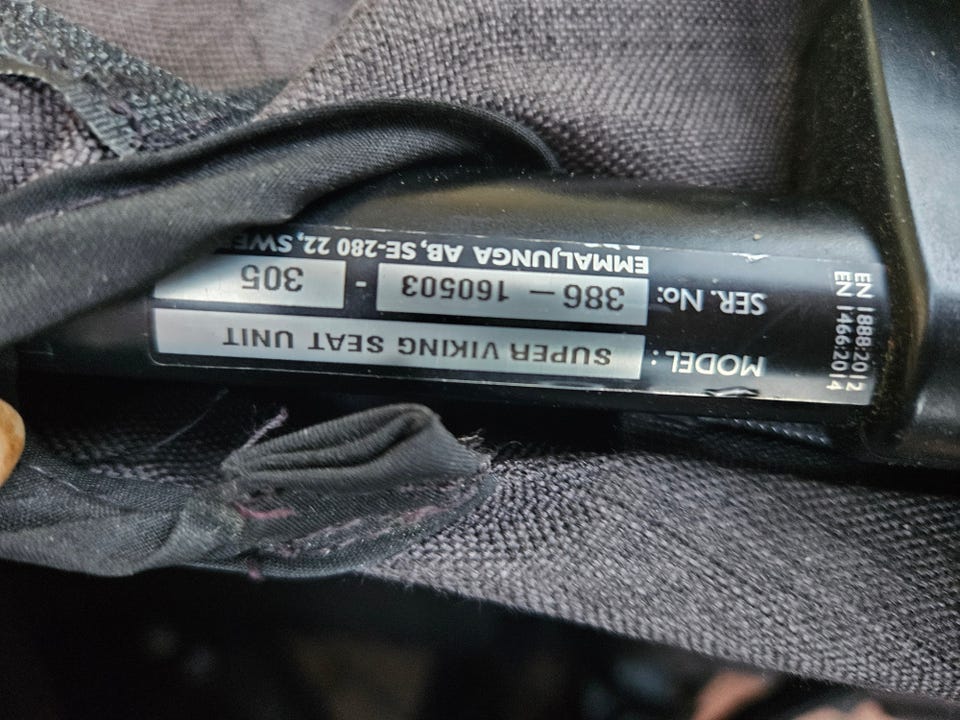 MODEL: SUPER VIKING SEAT UNIT
SER. No: 386 – 160503 - 305
EMMALJUNGA AB, SE-280 22,
EN 1888:2012
EN 1466:2014